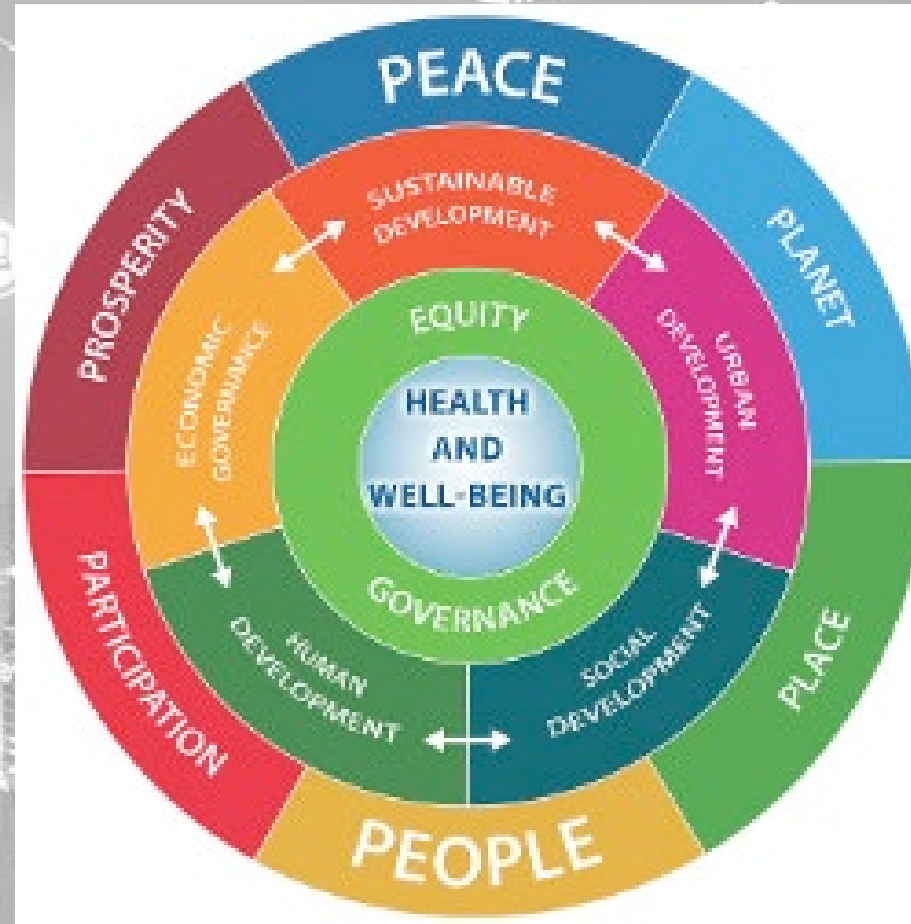 PEACE
PLANET
PLACE
PEOPLE
PARTICIPATION
PROSPERITY
SUSTAINABLE
DEVELOPMENT
URBAN
DEVELOPMENT
SOCIAL
DEVELOPMENT
HUMAN
DEVELOPMENT
ECONOMIC
GOVERNANCE
EQUITY
GOVERNANCE
HEALTH
AND
WELL-BEING